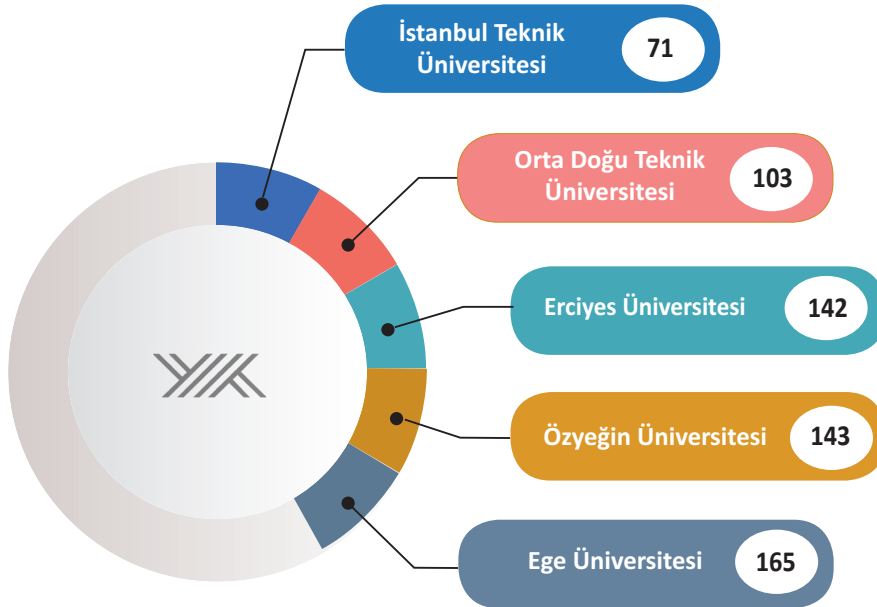 İstanbul Teknik
Üniversitesi
71
Orta Doğu Teknik
Üniversitesi
103
Erciyes Üniversitesi
142
Özyeğin Üniversitesi
143
Ege Üniversitesi
165